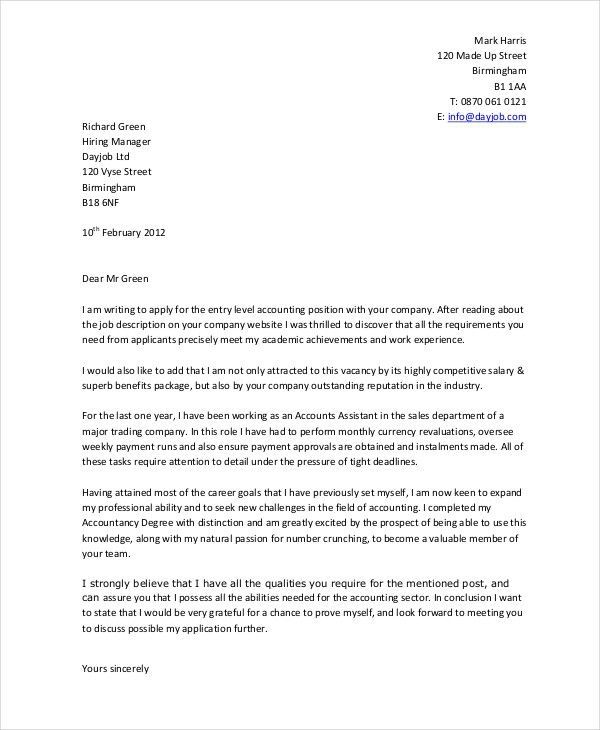 Mark Harris
120 Made Up Street
Birmingham
B1 1AA
T: 0870 061 0121
E: info@dayjob.com
Richard Green
Hiring Manager
Dayjob Ltd
120 Vyse Street
Birmingham
B18 6NF
10th February 2012
Dear Mr Green
I am writing to apply for the entry level accounting position with your company. After reading about
the job description on your company website I was thrilled to discover that all the requirements you
need from applicants precisely meet my academic achievements and work experience.
I would also like to add that I am not only attracted to this vacancy by its highly competitive salary &
superb benefits package, but also by your company outstanding reputation in the industry.
For the last one year, I have been working as an Accounts Assistant in the sales department of a
major trading company. In this role I have had to perform monthly currency revaluations, oversee
weekly payment runs and also ensure payment approvals are obtained and instalments made. All of
these tasks require attention to detail under the pressure of tight deadlines.
Having attained most of the career goals that I have previously set myself, I am now keen to expand
my professional ability and to seek new challenges in the field of accounting. I completed my
Accountancy Degree with distinction and am greatly excited by the prospect of being able to use this
knowledge, along with my natural passion for number crunching, to become a valuable member of
your team.
I strongly believe that I have all the qualities you require for the mentioned post, and
can assure you that I possess all the abilities needed for the accounting sector. In conclusion I want
to state that I would be very grateful for a chance to prove myself, and look forward to meeting you
to discuss possible my application further.
Yours sincerely